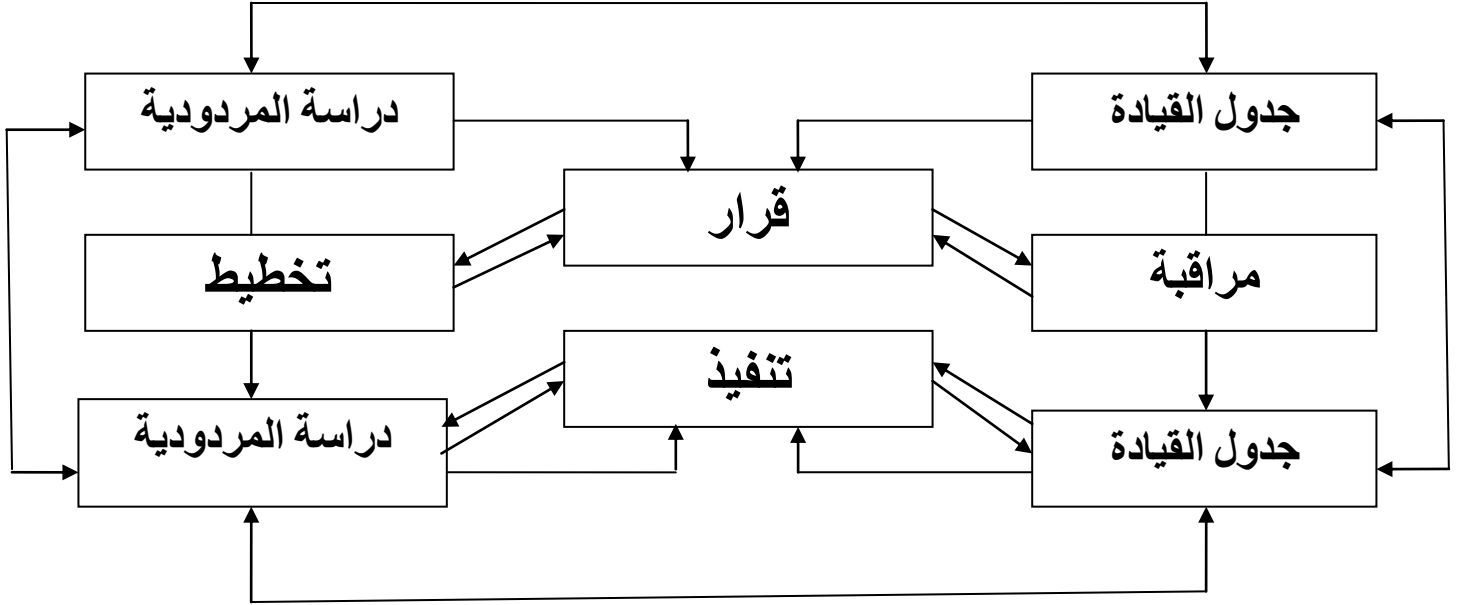 جدول القيادة
دراسة المردودية
قرار
مراقبة
تخطيط
تنفيذ
جدول القيادة
دراسة المردودية